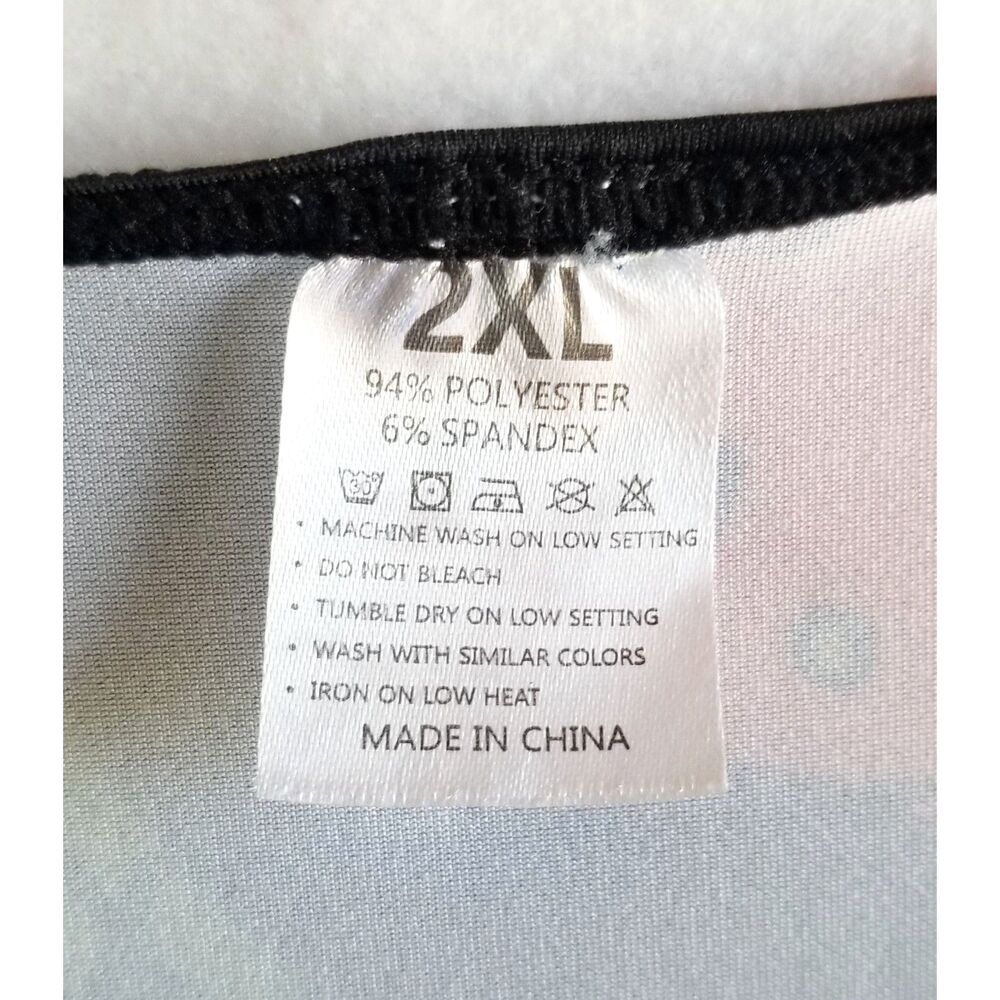 2XL
94% POLYESTER
6% SPANDEX
30°
• MACHINE WASH ON LOW SETTING
• DO NOT BLEACH
• TUMBLE DRY ON LOW SETTING
• WASH WITH SIMILAR COLORS
• IRON ON LOW HEAT
MADE IN CHINA